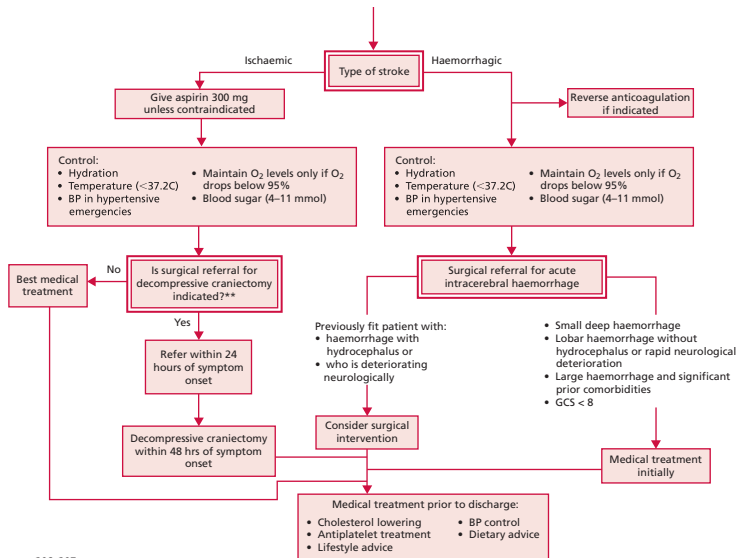 Ischaemic
Type of stroke
Haemorrhagic
Give aspirin 300 mg
unless contraindicated
Reverse anticoagulation
if indicated
Control:
• Hydration
• Temperature (<37.2C)
• BP in hypertensive
emergencies
• Maintain O₂ levels only if O₂
drops below 95%
• Blood sugar (4–11 mmol)
Control:
• Hydration
• Temperature (<37.2C)
• BP in hypertensive
emergencies
• Maintain O₂ levels only if O₂
drops below 95%
• Blood sugar (4–11 mmol)
Is surgical referral for
decompressive craniectomy
indicated?**
No
Best medical
treatment
Yes
Surgical referral for acute
intracerebral haemorrhage
Refer within 24
hours of symptom
onset
Decompressive craniectomy
within 48 hrs of symptom
onset
Previously fit patient with:
• haemorrhage with
hydrocephalus or
• who is deteriorating
neurologically
• Small deep haemorrhage
• Lobar haemorrhage without
hydrocephalus or rapid neurological
deterioration
• Large haemorrhage and significant
prior comorbidities
• GCS < 8
Consider surgical
intervention
Medical treatment
initially
Medical treatment prior to discharge:
• Cholesterol lowering
• Antiplatelet treatment
• Lifestyle advice
• BP control
• Dietary advice